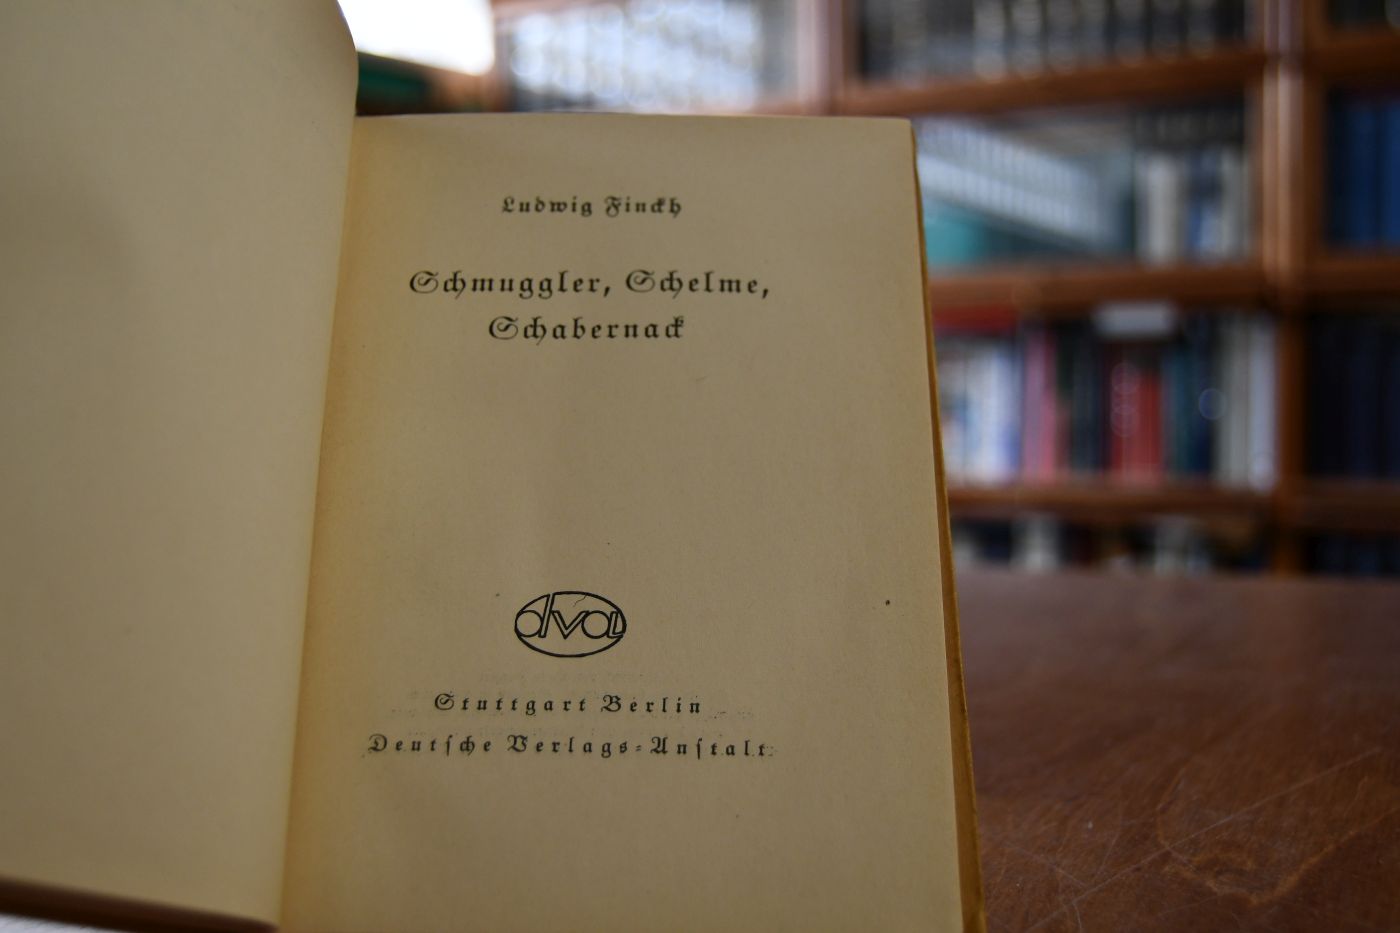 Ludwig Finckh
Schmuggler, Schelme,
Schabernack
dva
Stuttgart Berlin
Deutsche Verlags-Anstalt